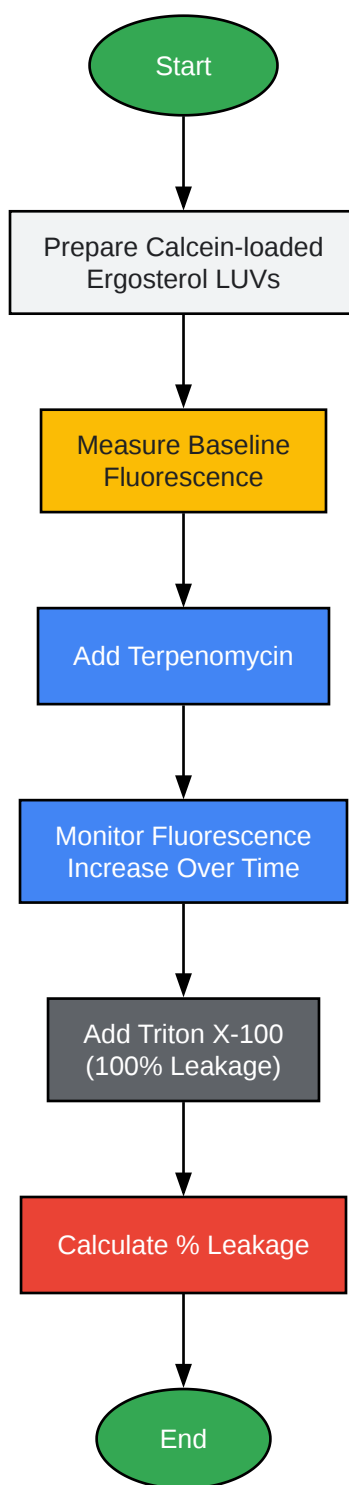 Start
Prepare Calcein-loaded
Ergosterol LUVs
Measure Baseline
Fluorescence
Add Terpenomycin
Monitor Fluorescence
Increase Over Time
Add Triton X-100
(100% Leakage)
Calculate % Leakage
End